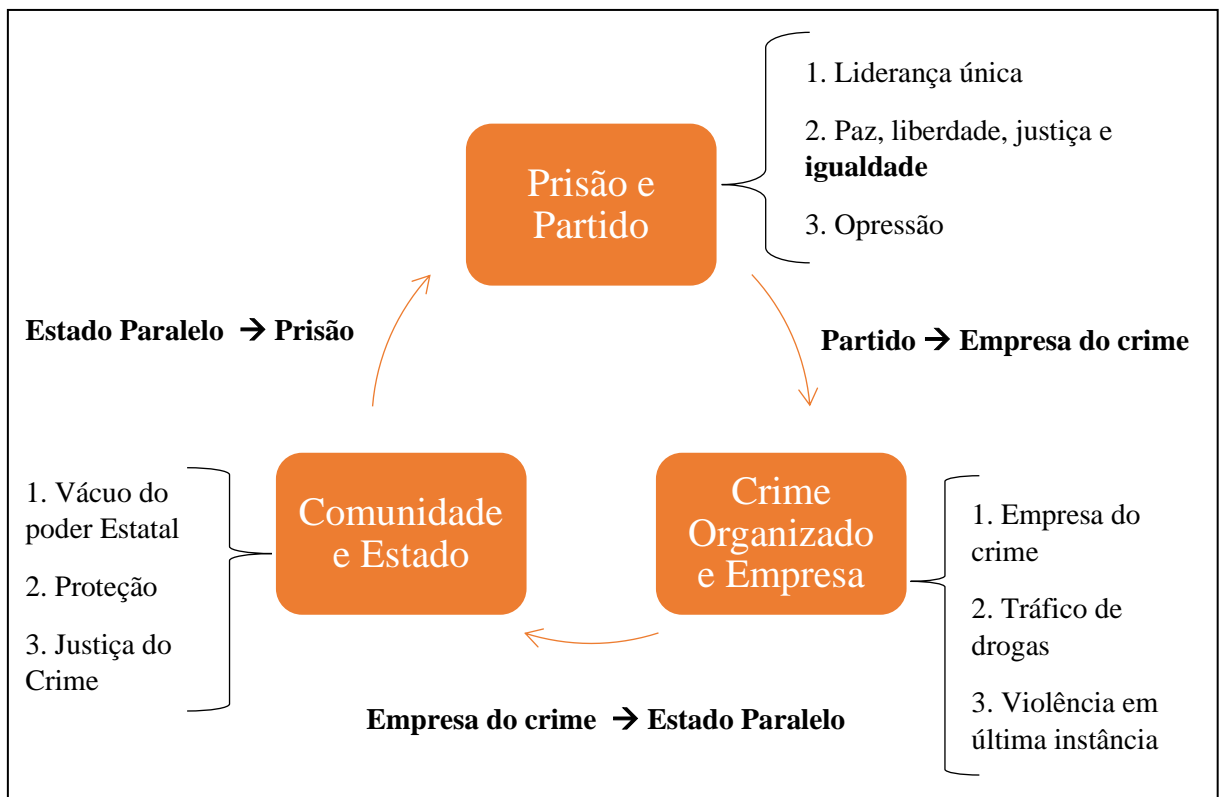 1. Liderança única
2. Paz, liberdade, justiça e
igualdade
3. Opressão
Prisão e
Partido
Estado Paralelo → Prisão
Partido → Empresa do crime
Comunidade
e Estado
1. Vácuo do
poder Estatal
2. Proteção
3. Justiça do
Crime
Crime
Organizado
e Empresa
1. Empresa do
crime
2. Tráfico de
drogas
3. Violência em
última instância
Empresa do crime → Estado Paralelo